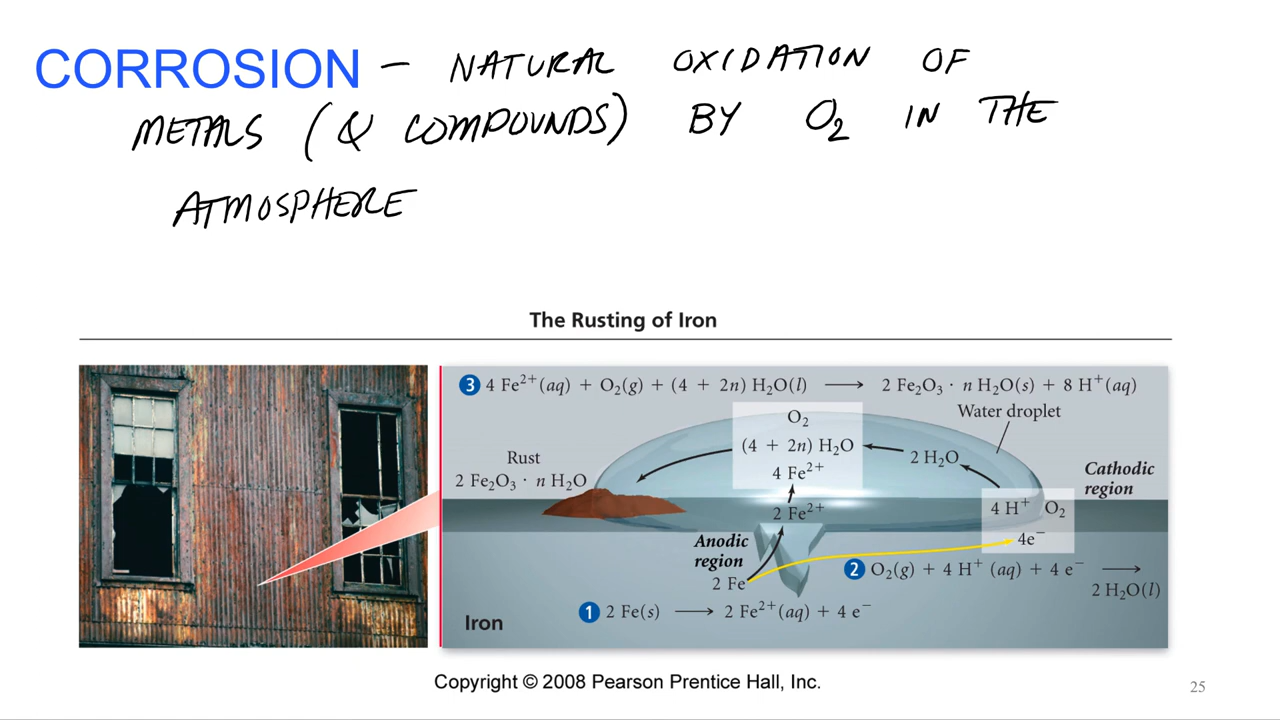 CORROSION – NATURAL OXIDATION OF
METALS (& COMPOUNDS) BY O₂ IN THE
ATMOSPHERE
The Rusting of Iron
3 4 Fe²⁺(aq) + O₂(g) + (4 + 2n) H₂O(l) ⟶ 2 Fe₂O₃ · n H₂O(s) + 8 H⁺(aq)
Water droplet
O₂
(4 + 2n) H₂O
4 Fe²⁺
2 H₂O
Rust
2 Fe₂O₃ · n H₂O
Cathodic
region
2 Fe²⁺
4 H⁺ O₂
4e⁻
Anodic
region
2 Fe
2 O₂(g) + 4 H⁺ (aq) + 4 e⁻ ⟶
2 H₂O(l)
1 2 Fe(s) ⟶ 2 Fe²⁺(aq) + 4 e⁻
Iron
Copyright © 2008 Pearson Prentice Hall, Inc.
25